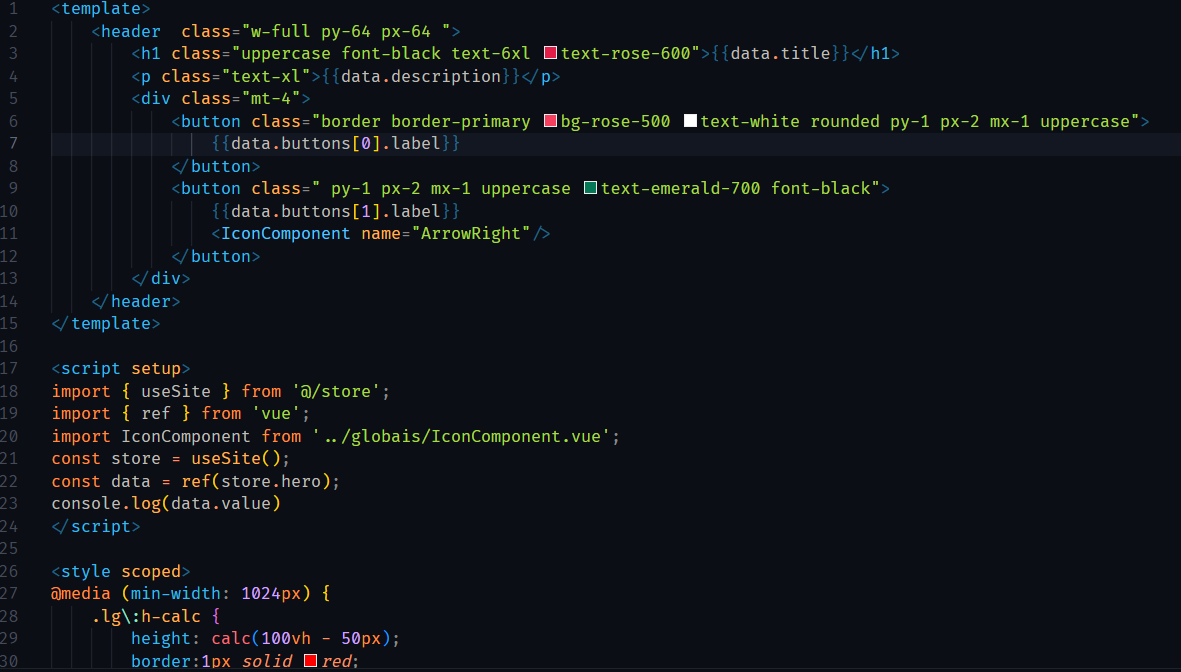 1 <template>
2 <header  class="w-full py-64 px-64 ">
3 <h1 class="uppercase font-black text-6xl text-rose-600">{{data.title}}</h1>
4 <p class="text-xl">{{data.description}}</p>
5 <div class="mt-4">
6 <button class="border border-primary bg-rose-500 text-white rounded py-1 px-2 mx-1 uppercase">
7 {{data.buttons[0].label}}
8 </button>
9 <button class=" py-1 px-2 mx-1 uppercase text-emerald-700 font-black">
10 {{data.buttons[1].label}}
11 <IconComponent name="ArrowRight"/>
12 </button>
13 </div>
14 </header>
15 </template>
16
17 <script setup>
18 import { useSite } from '@/store';
19 import { ref } from 'vue';
20 import IconComponent from '../globais/IconComponent.vue';
21 const store = useSite();
22 const data = ref(store.hero);
23 console.log(data.value)
24 </script>
25
26 <style scoped>
27 @media (min-width: 1024px) {
28 .lg\:h-calc {
29 height: calc(100vh - 50px);
30 border:1px solid red;